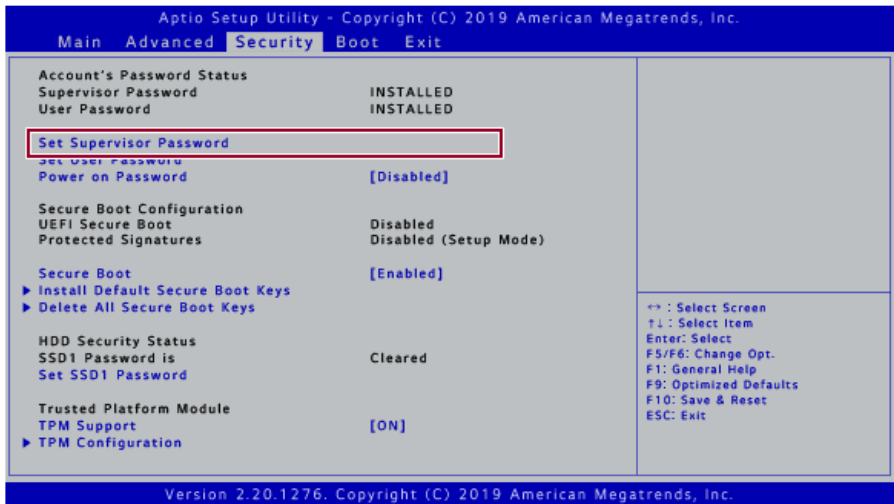 Aptio Setup Utility - Copyright (C) 2019 American Megatrends, Inc.
Main Advanced Security Boot Exit
Account's Password Status
Supervisor Password INSTALLED
User Password INSTALLED
Set Supervisor Password
Set User Password
Power on Password [Disabled]
Secure Boot Configuration
UEFI Secure Boot Disabled
Protected Signatures Disabled (Setup Mode)
Secure Boot [Enabled]
▶ Install Default Secure Boot Keys
▶ Delete All Secure Boot Keys
HDD Security Status
SSD1 Password is Cleared
Set SSD1 Password
Trusted Platform Module
TPM Support [ON]
▶ TPM Configuration
↔ : Select Screen
↑↓ : Select Item
Enter: Select
F5/F6: Change Opt.
F1: General Help
F9: Optimized Defaults
F10: Save & Reset
ESC: Exit
Version 2.20.1276. Copyright (C) 2019 American Megatrends, Inc.